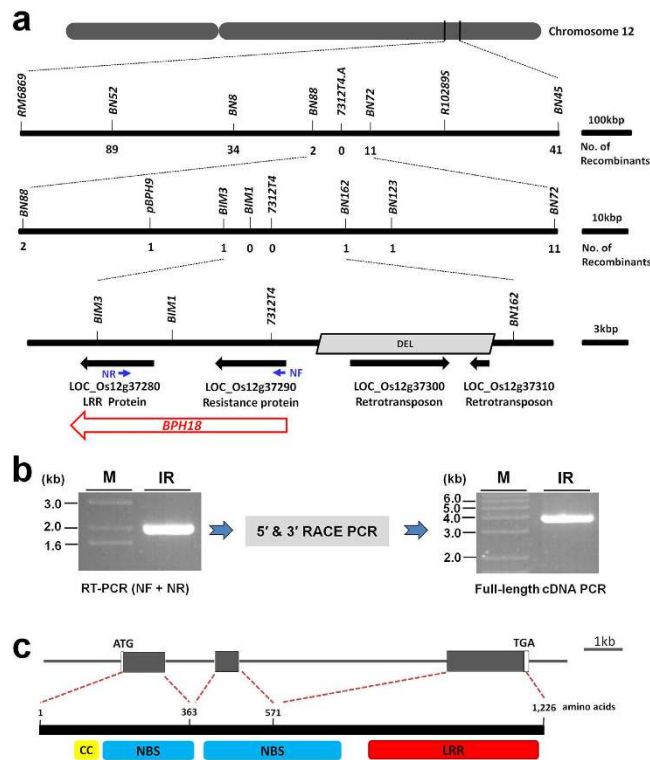 a
Chromosome 12
RM6869 BN52 BN8 BN88 7312T4.A BN72 R10289S BN45
100kbp
89 34 2 0 11 41
No. of Recombinants
BN88 pBPH9 BIM3 BIM1 7312T4 BN162 BN123 BN72
10kbp
2 1 1 0 0 1 1 11
No. of Recombinants
BIM3 BIM1 7312T4 BN162
DEL
3kbp
NR NF
LOC_Os12g37280 LOC_Os12g37290 LOC_Os12g37300 LOC_Os12g37310
LRR Protein Resistance protein Retrotransposon Retrotransposon
BPH18
b
(kb) M IR
3.0
2.0
1.6
RT-PCR (NF + NR)
5′ & 3′ RACE PCR
(kb) M IR
6.0
5.0
4.0
3.0
2.0
Full-length cDNA PCR
c
ATG TGA
1kb
1 363 571 1,226 amino acids
CC NBS NBS LRR